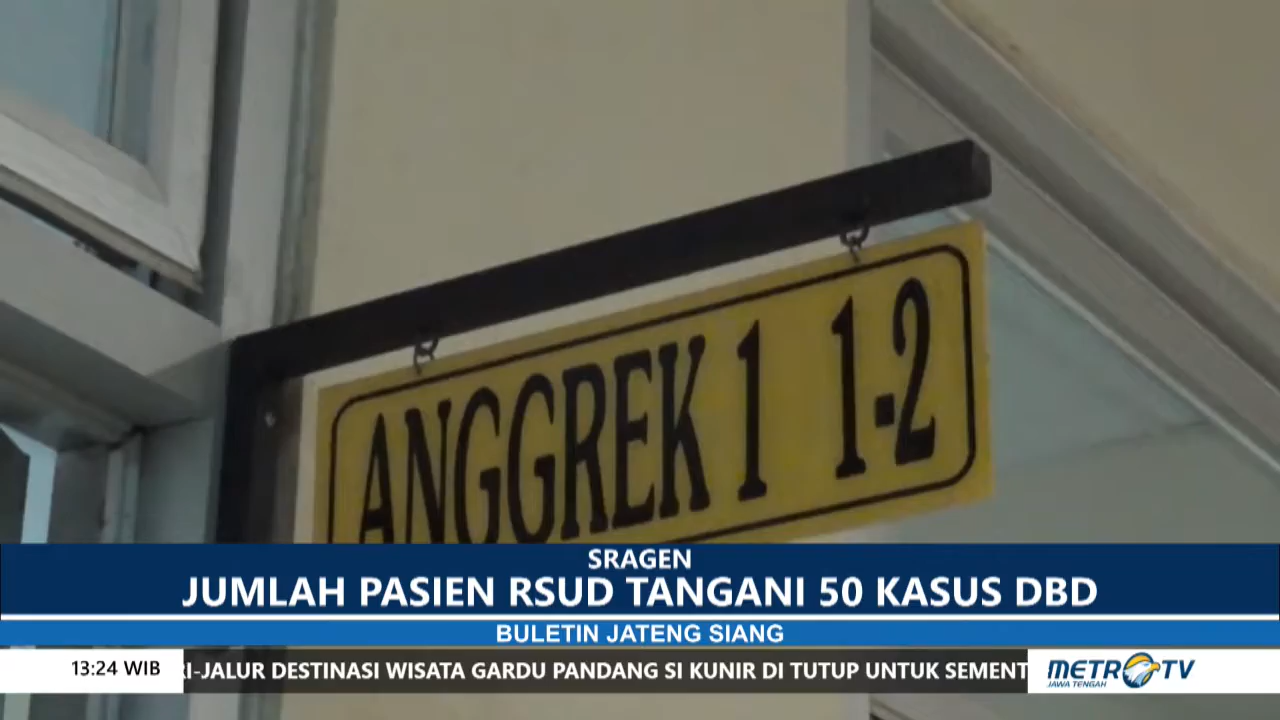 ANGGREK 1 1-2
SRAGEN
JUMLAH PASIEN RSUD TANGANI 50 KASUS DBD
BULETIN JATENG SIANG
13:24 WIB
RI-JALUR DESTINASI WISATA GARDU PANDANG SI KUNIR DI TUTUP UNTUK SEMENT
METRO TV
JAWA TENGAH